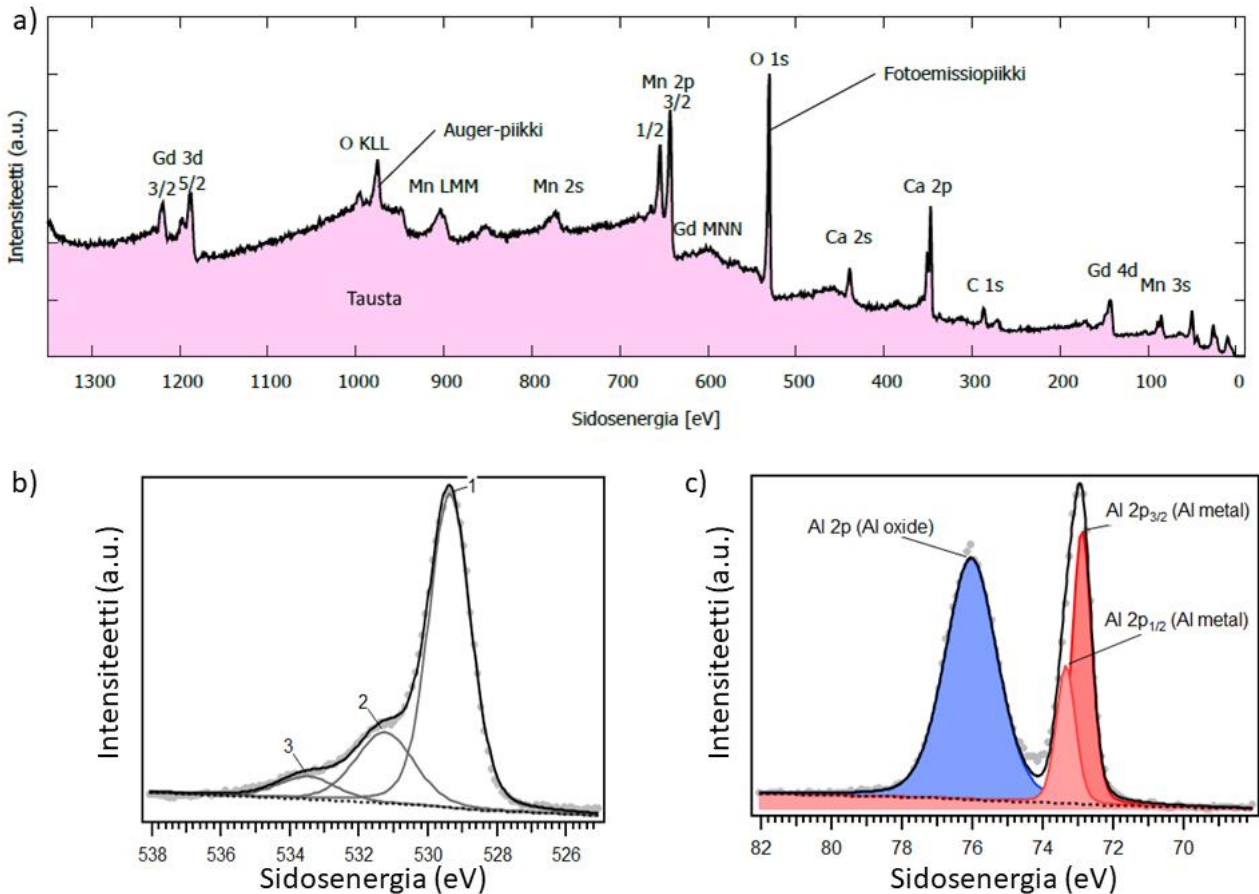 a)
Intensiteetti (a.u.)
Gd 3d
3/2
5/2
O KLL
Auger-piikki
Mn LMM
Mn 2s
Mn 2p
3/2
1/2
Gd MNN
O 1s
Fotoemissiopiikki
Ca 2s
Ca 2p
C 1s
Gd 4d
Mn 3s
Tausta
1300 1200 1100 1000 900 800 700 600 500 400 300 200 100 0
Sidosenergia [eV]
b)
Intensiteetti (a.u.)
1
2
3
538 536 534 532 530 528 526
Sidosenergia (eV)
c)
Intensiteetti (a.u.)
Al 2p (Al oxide)
Al 2p3/2 (Al metal)
Al 2p1/2 (Al metal)
82 80 78 76 74 72 70
Sidosenergia (eV)